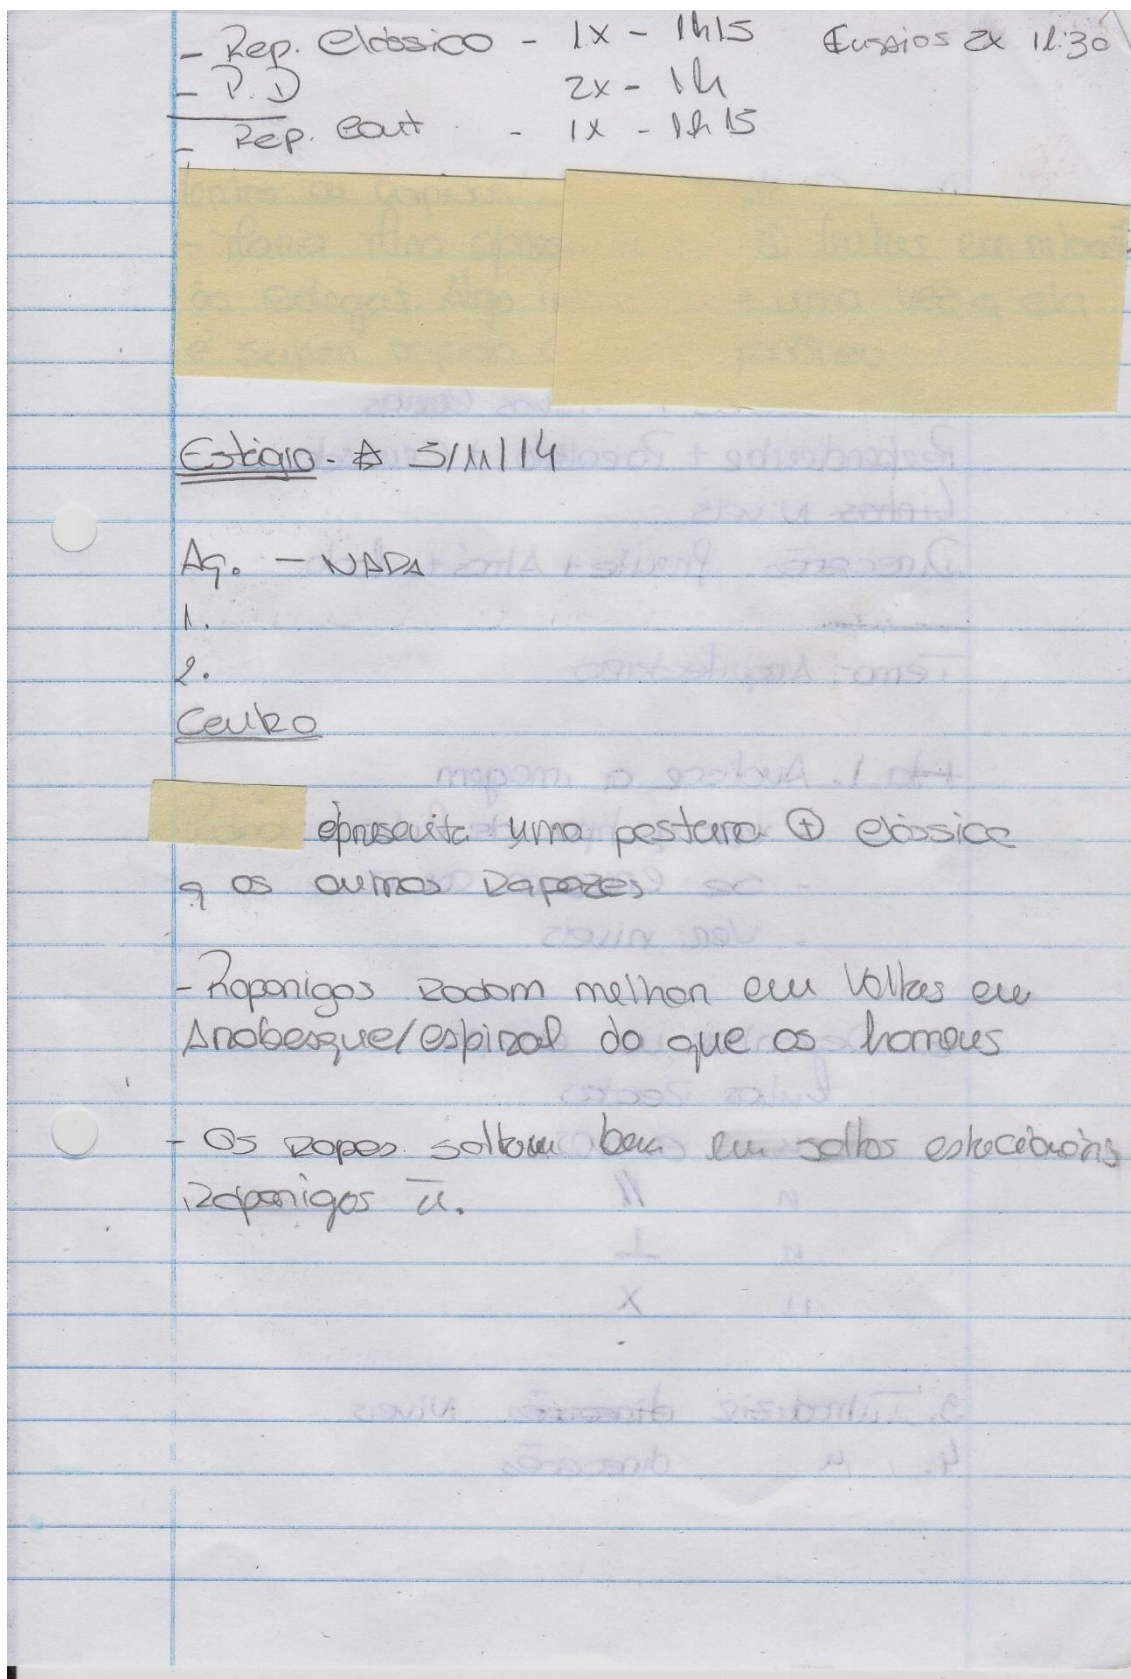 - Rep. Clássico - 1x - 1h15 Ensaios 2x 1h:30
- P.D 2x - 1h
- Rep. Cont. - 1x - 1h15
Estágio - 5/11/14
Aq. - NADA
1.
2.
Centro
apresenta uma postura ⊕ clássica
q os outros Rapazes
- Raparigas Rodam melhor em Voltas em
Arabesque/espiral do que os homens
- Os Rapazes saltam bem em saltos estacionários
Raparigas ñ.